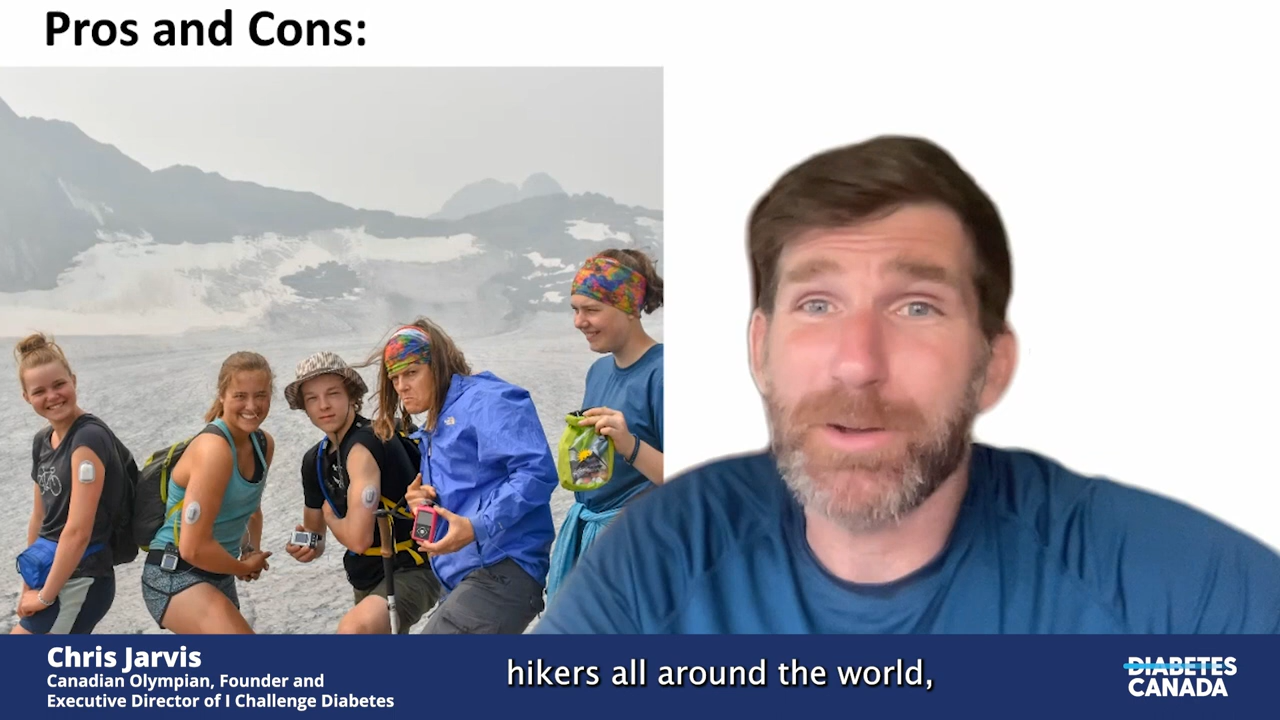 Pros and Cons:
Chris Jarvis
Canadian Olympian, Founder and
Executive Director of I Challenge Diabetes
hikers all around the world,
DIABETES
CANADA